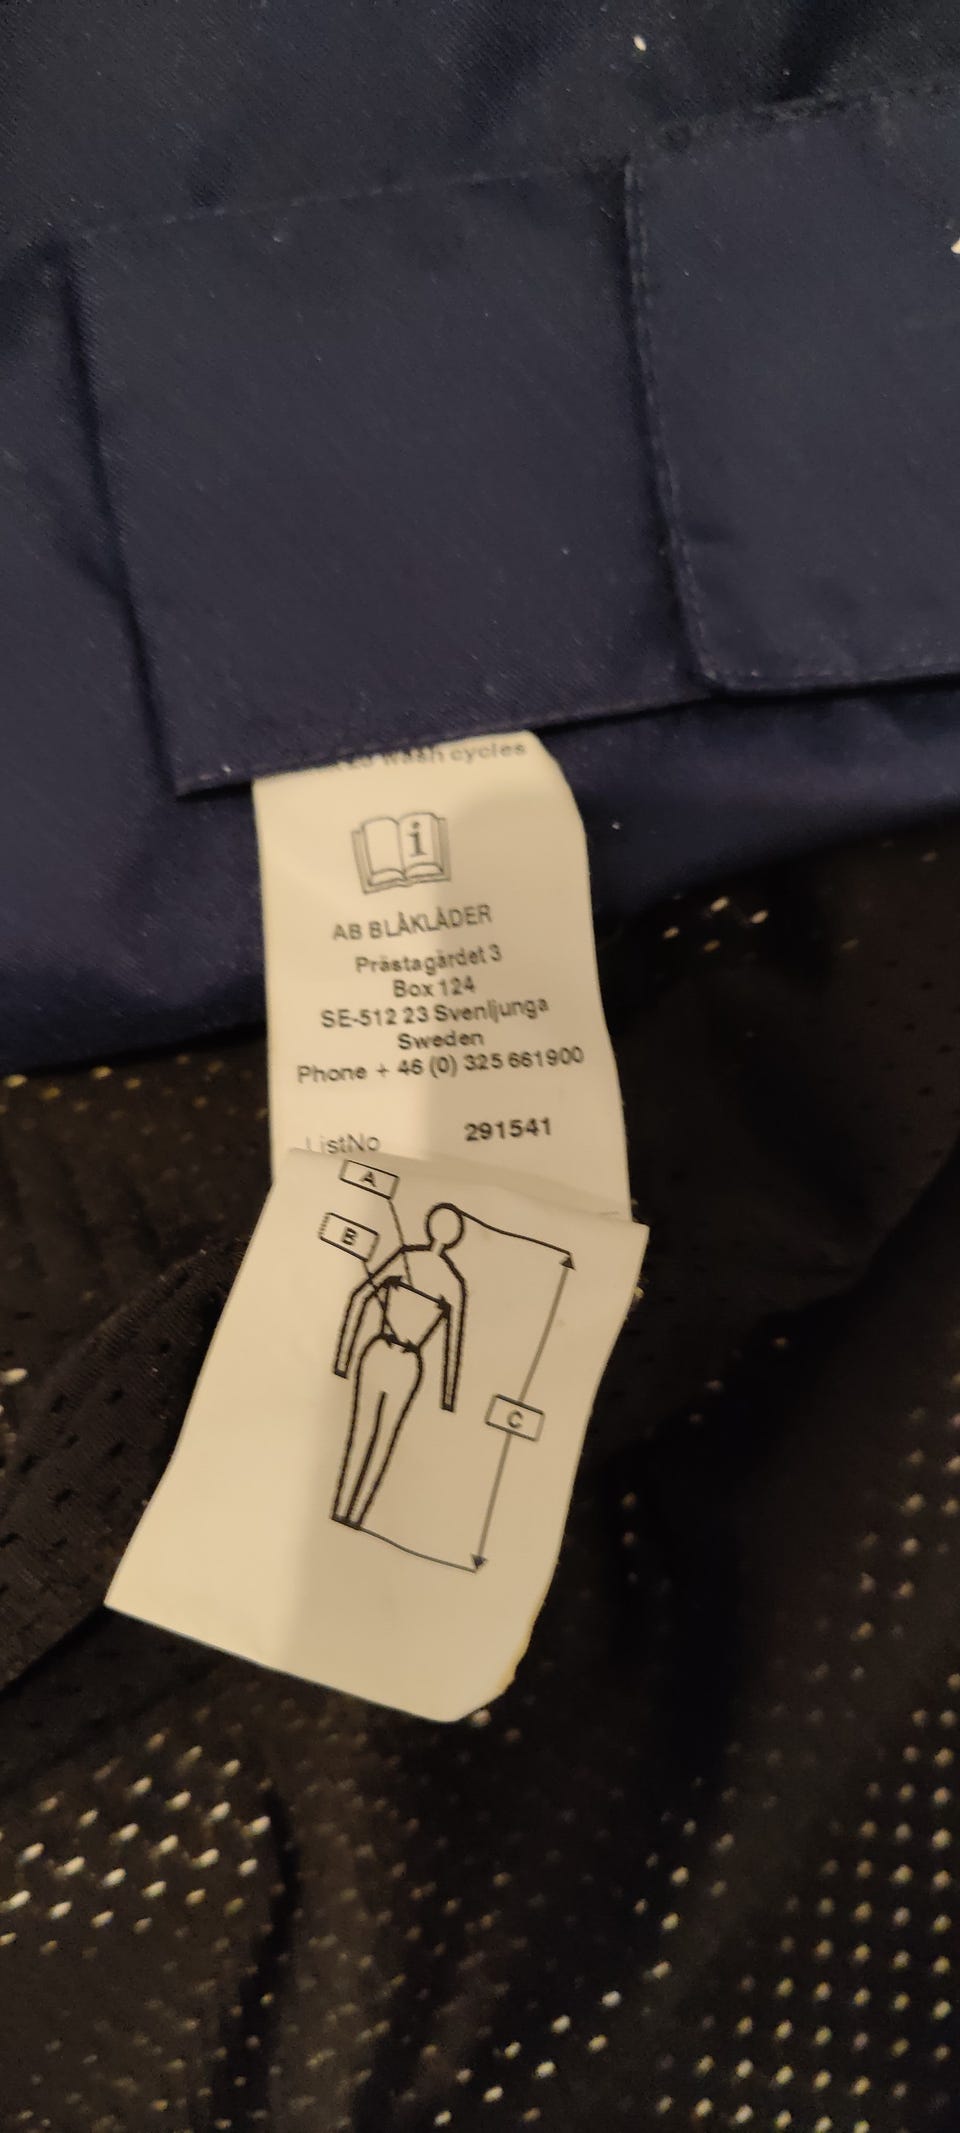 wash cycles
i
AB BLÅKLÄDER
Prästagärdet 3
Box 124
SE-512 23 Svenljunga
Sweden
Phone + 46 (0) 325 661900
ListNo 291541
A
B
C